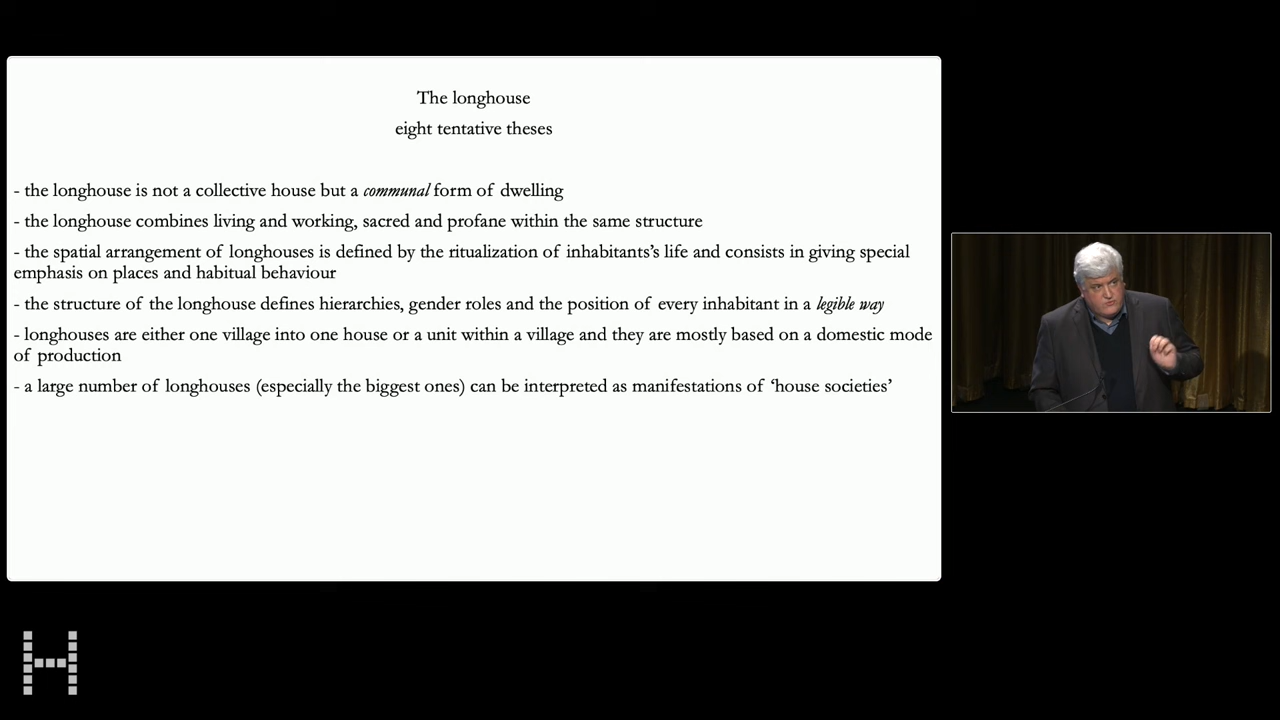 The longhouse
eight tentative theses
- the longhouse is not a collective house but a communal form of dwelling
- the longhouse combines living and working, sacred and profane within the same structure
- the spatial arrangement of longhouses is defined by the ritualization of inhabitants's life and consists in giving special
emphasis on places and habitual behaviour
- the structure of the longhouse defines hierarchies, gender roles and the position of every inhabitant in a legible way
- longhouses are either one village into one house or a unit within a village and they are mostly based on a domestic mode
of production
- a large number of longhouses (especially the biggest ones) can be interpreted as manifestations of ‘house societies’
H